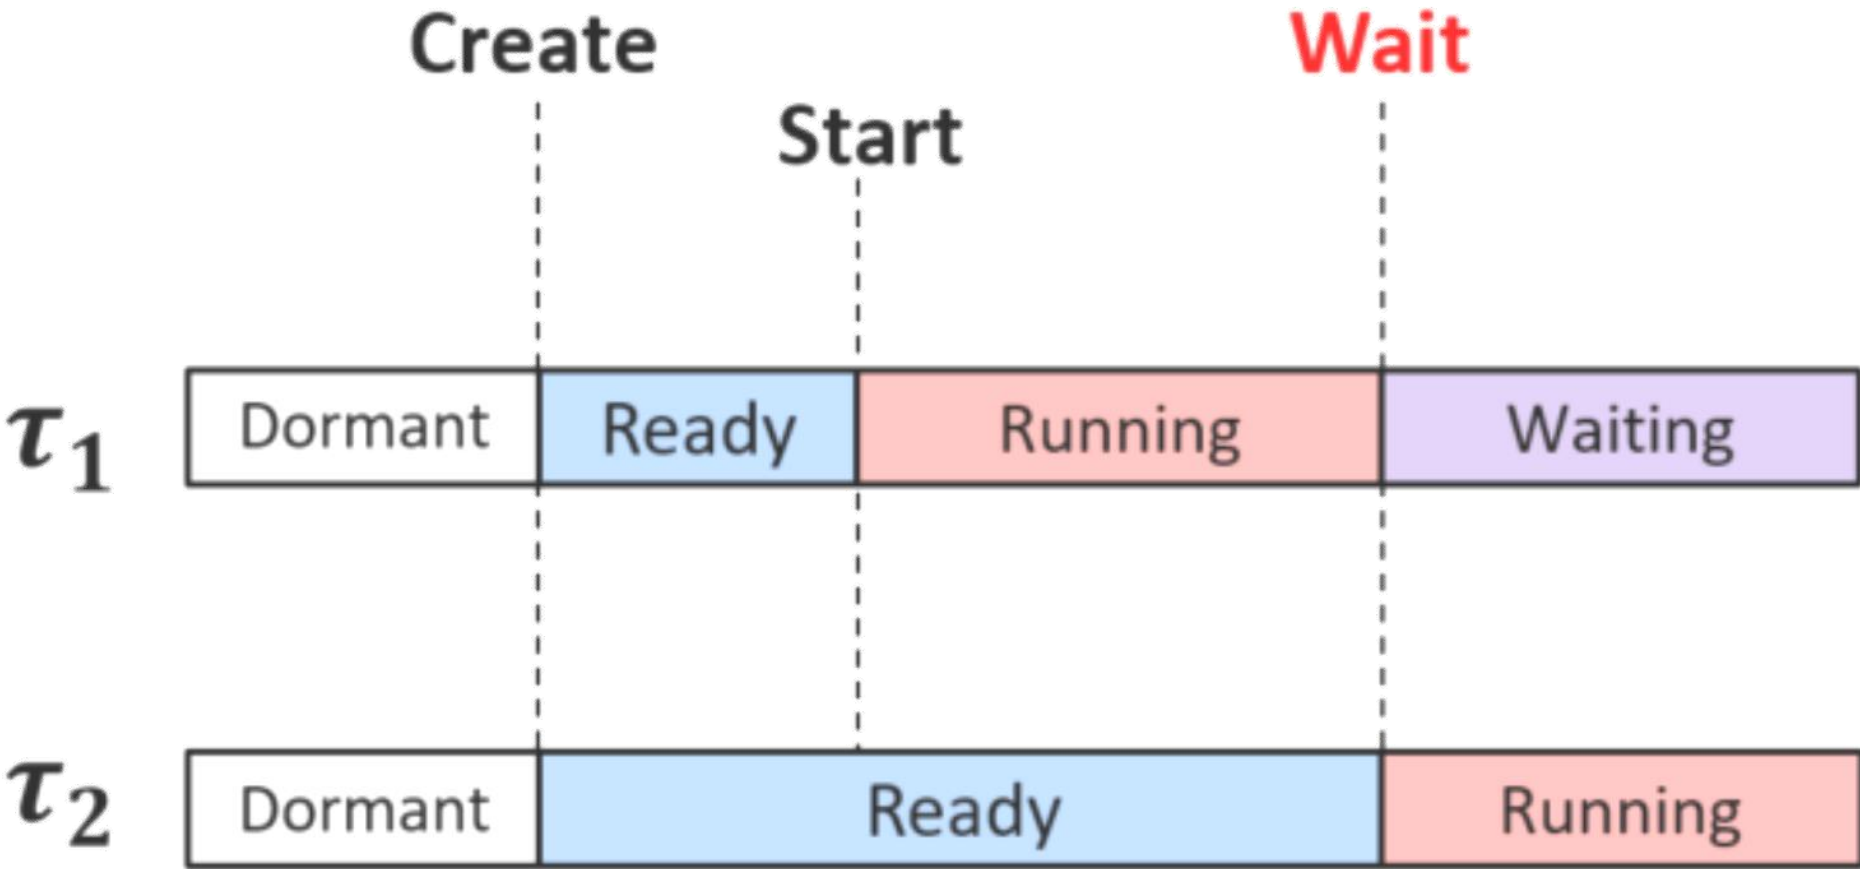 Create
Start
Wait
τ1 Dormant Ready Running Waiting
τ2 Dormant Ready Running